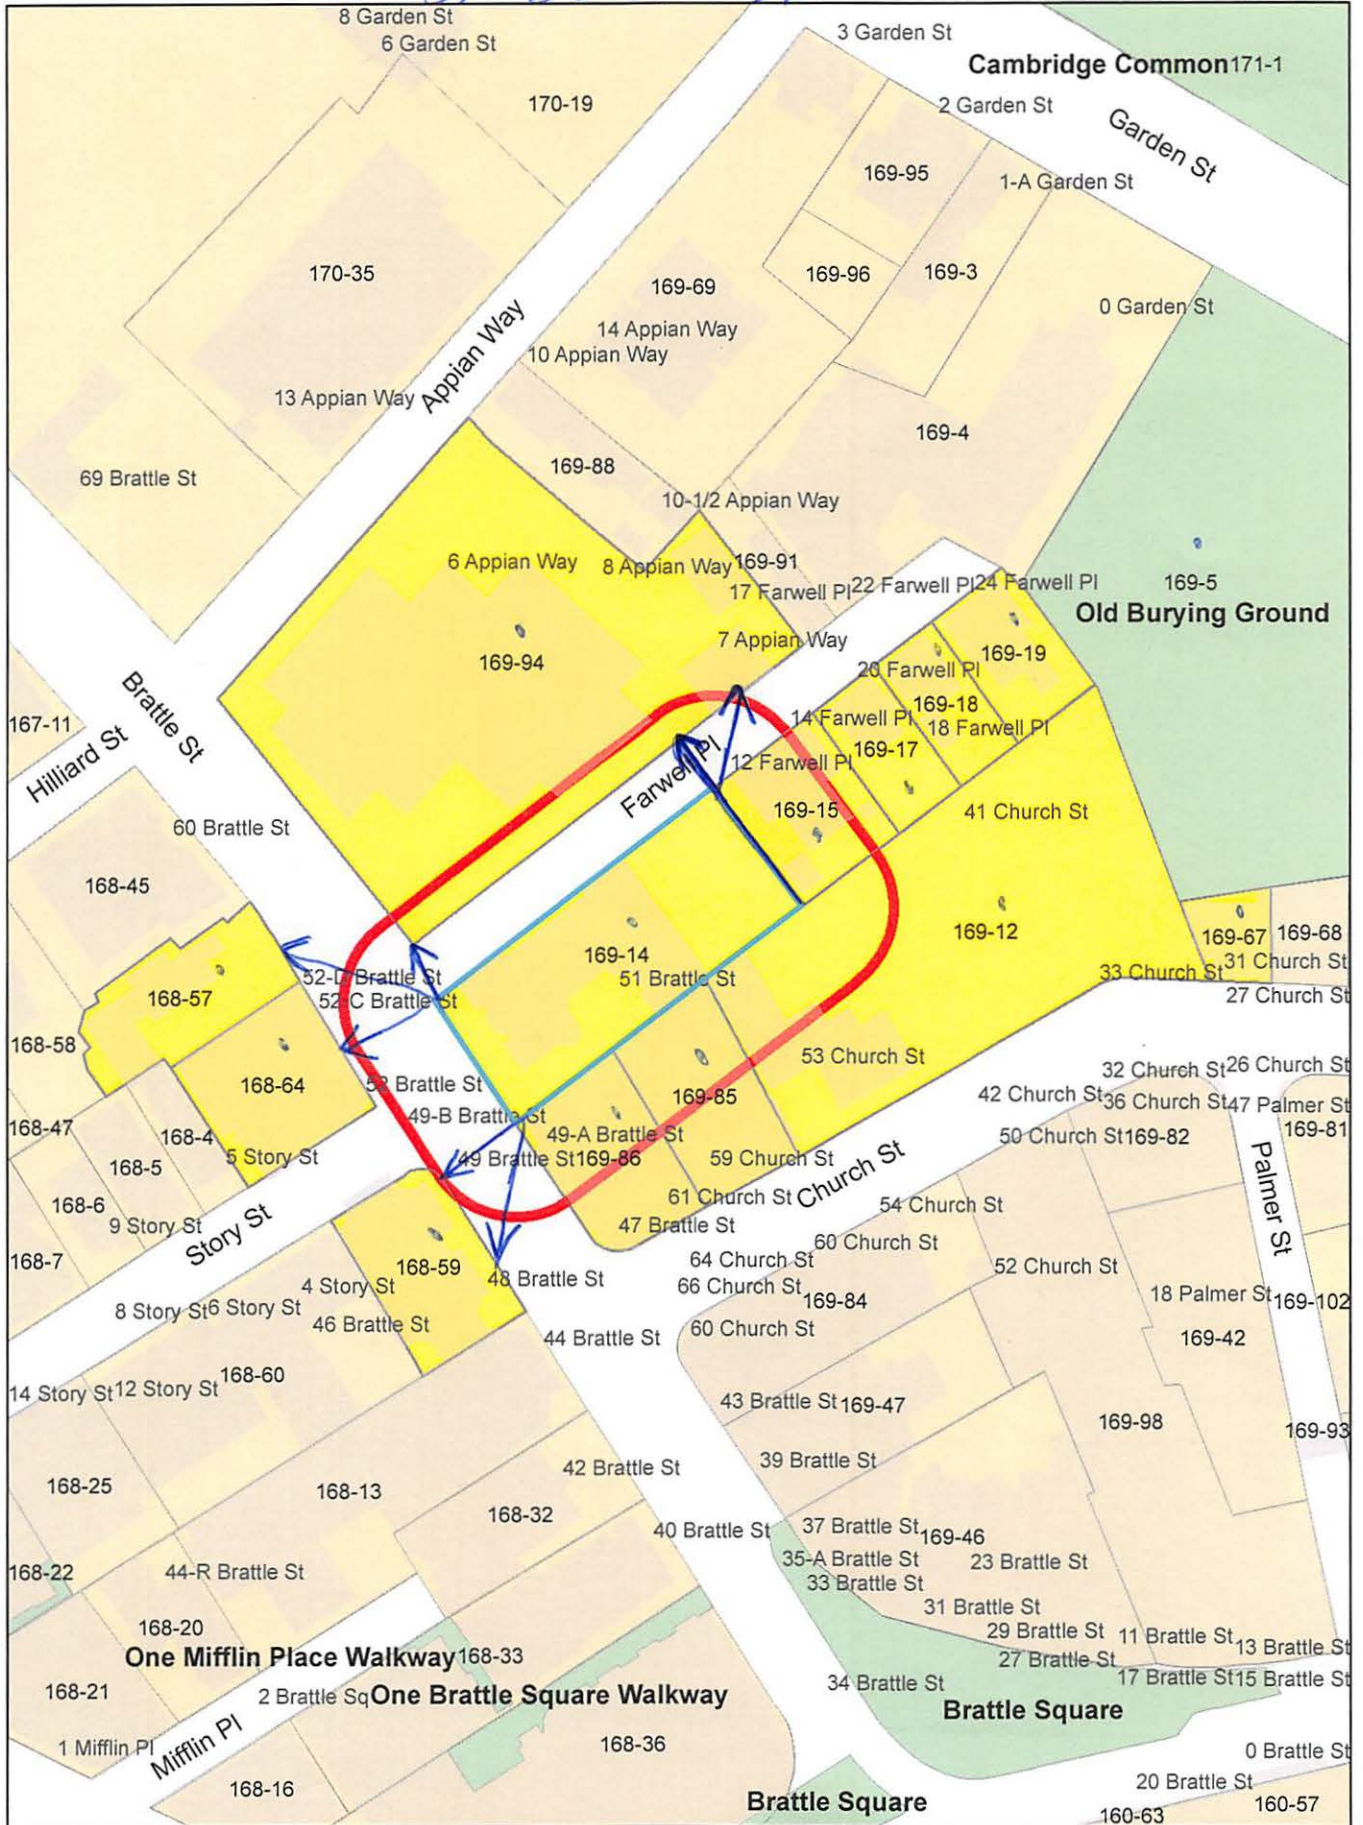 8 Garden St
6 Garden St
3 Garden St
Cambridge Common 171-1
170-19
2 Garden St
Garden St
169-95
1-A Garden St
170-35
169-69
169-96
169-3
0 Garden St
14 Appian Way
10 Appian Way
Appian Way
13 Appian Way
169-4
69 Brattle St
169-88
10-1/2 Appian Way
6 Appian Way
8 Appian Way
169-91
17 Farwell Pl
22 Farwell Pl
24 Farwell Pl
169-5
Old Burying Ground
7 Appian Way
169-94
20 Farwell Pl
169-19
167-11
Brattle St
14 Farwell Pl
169-18
18 Farwell Pl
Hilliard St
Farwell Pl
12 Farwell Pl
169-17
60 Brattle St
169-15
41 Church St
168-45
169-12
169-67
169-68
169-14
31 Church St
52-D Brattle St
51 Brattle St
33 Church St
168-57
52-C Brattle St
27 Church St
168-58
53 Church St
32 Church St
26 Church St
168-64
52 Brattle St
169-85
42 Church St
36 Church St
47 Palmer St
49-B Brattle St
168-47
168-4
49-A Brattle St
50 Church St
169-82
169-81
5 Story St
168-5
49 Brattle St
169-86
59 Church St
Church St
Palmer St
168-6
61 Church St
54 Church St
9 Story St
Story St
47 Brattle St
60 Church St
168-7
168-59
64 Church St
52 Church St
48 Brattle St
4 Story St
66 Church St
169-84
18 Palmer St
169-102
8 Story St
6 Story St
46 Brattle St
44 Brattle St
60 Church St
169-42
14 Story St
12 Story St
168-60
43 Brattle St
169-47
169-98
169-93
39 Brattle St
168-25
168-13
42 Brattle St
168-32
40 Brattle St
37 Brattle St
169-46
168-22
44-R Brattle St
35-A Brattle St
23 Brattle St
33 Brattle St
31 Brattle St
168-20
29 Brattle St
11 Brattle St
13 Brattle St
One Mifflin Place Walkway
168-33
27 Brattle St
168-21
2 Brattle Sq
One Brattle Square Walkway
34 Brattle St
17 Brattle St
15 Brattle St
Brattle Square
1 Mifflin Pl
Mifflin Pl
168-36
0 Brattle St
168-16
20 Brattle St
Brattle Square
160-63
160-57